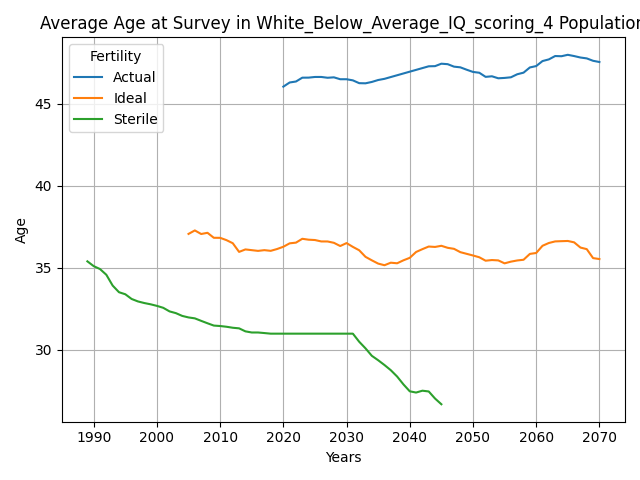 Average Age at Survey in White_Below_Average_IQ_scoring_4 Population
Fertility
Actual
Ideal
Sterile
45
40
35
30
Age
1990 2000 2010 2020 2030 2040 2050 2060 2070
Years